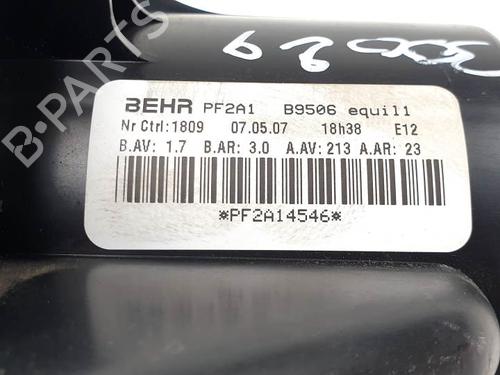 B-PARTS
BEHR PF2A1 B9506 equil1
Nr Ctrl:1809 07.05.07 18h38 E12
B.AV: 1.7 B.AR: 3.0 A.AV: 213 A.AR: 23
*PF2A14546*
B-PARTS